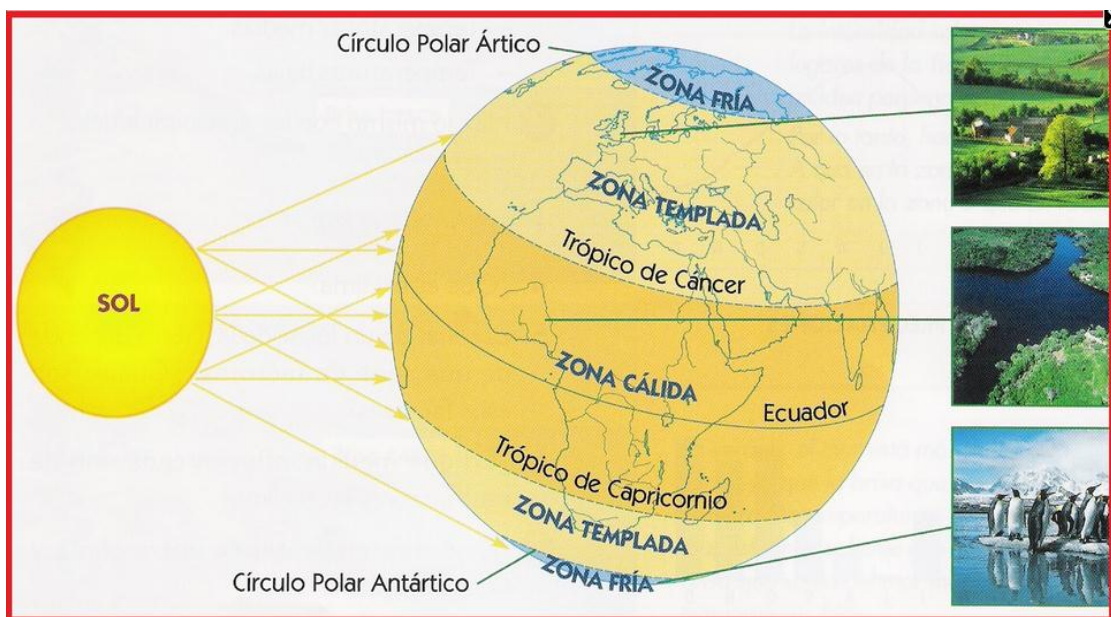 Círculo Polar Ártico
ZONA FRÍA
ZONA TEMPLADA
Trópico de Cáncer
SOL
ZONA CÁLIDA
Ecuador
Trópico de Capricornio
ZONA TEMPLADA
Círculo Polar Antártico
ZONA FRÍA